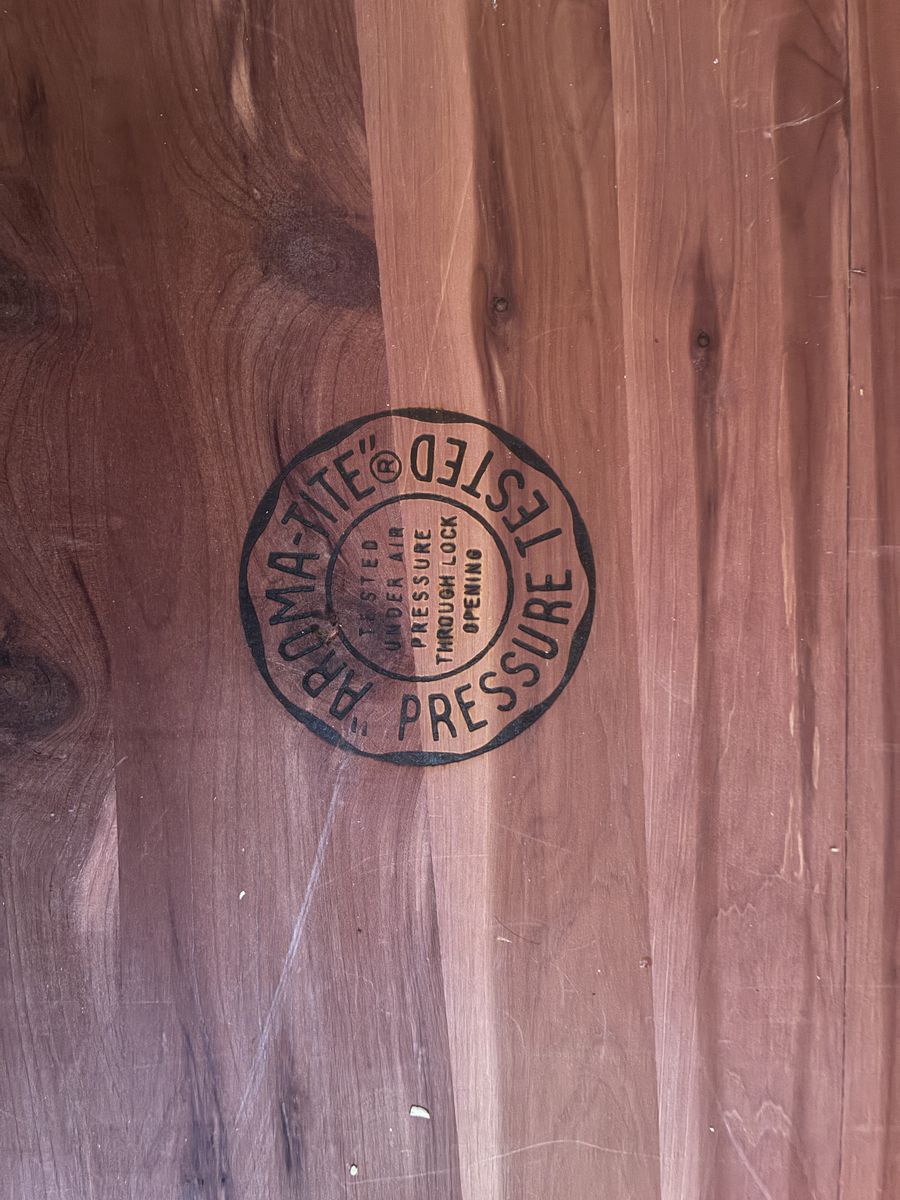 "AROMA-TITE"®
PRESSURE TESTED
TESTED
UNDER AIR
PRESSURE
THROUGH LOCK
OPENING